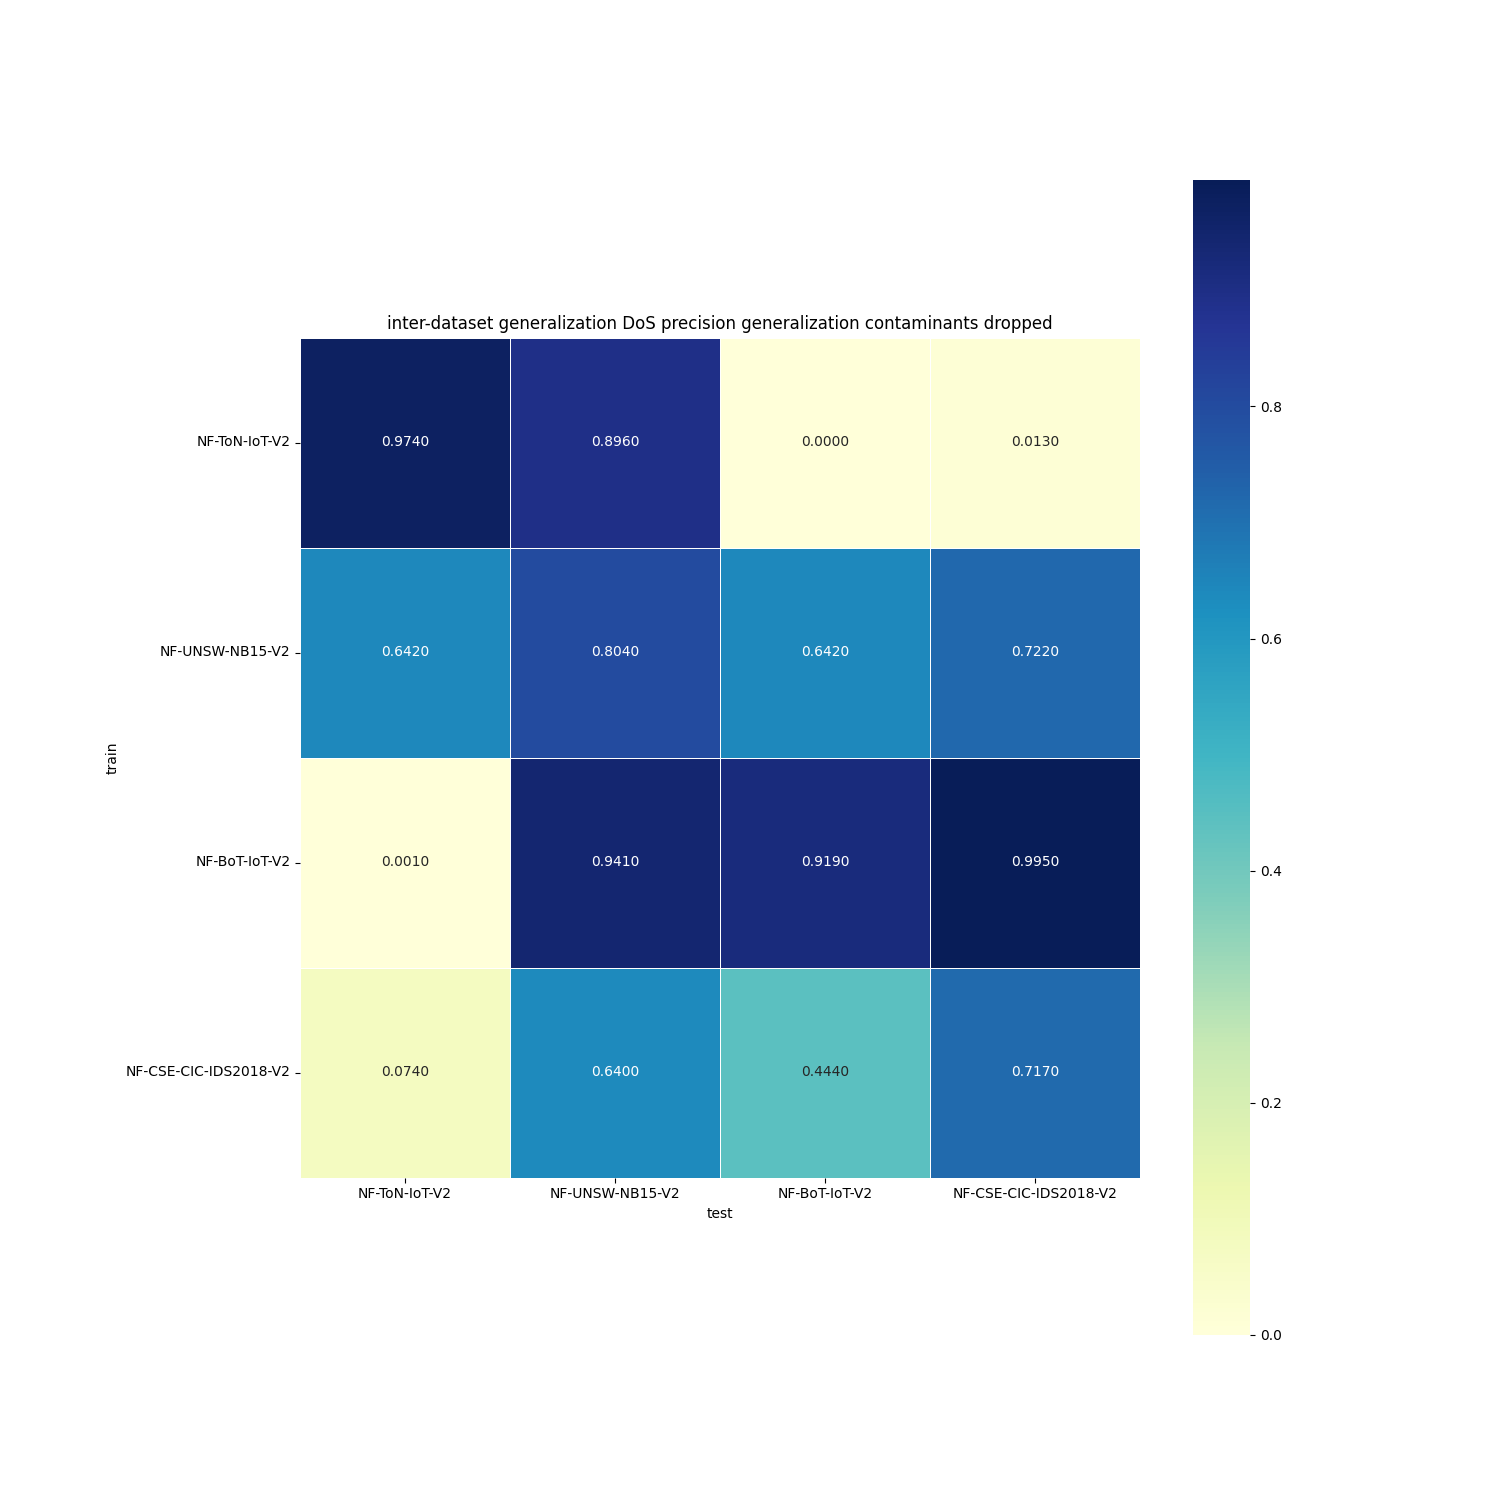 inter-dataset generalization DoS precision generalization contaminants dropped
train
NF-ToN-IoT-V2 0.9740 0.8960 0.0000 0.0130
NF-UNSW-NB15-V2 0.6420 0.8040 0.6420 0.7220
NF-BoT-IoT-V2 0.0010 0.9410 0.9190 0.9950
NF-CSE-CIC-IDS2018-V2 0.0740 0.6400 0.4440 0.7170
NF-ToN-IoT-V2 NF-UNSW-NB15-V2 NF-BoT-IoT-V2 NF-CSE-CIC-IDS2018-V2
test
0.8
0.6
0.4
0.2
0.0